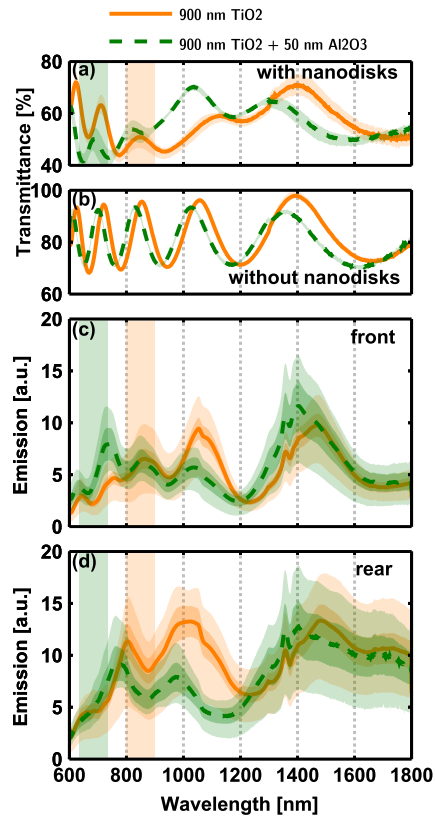 900 nm TiO2
900 nm TiO2 + 50 nm Al2O3
(a)
with nanodisks
80
60
40
Transmittance [%]
(b)
without nanodisks
100
80
60
(c)
front
20
15
10
5
0
Emission [a.u.]
(d)
rear
20
15
10
5
0
Emission [a.u.]
600 800 1000 1200 1400 1600 1800
Wavelength [nm]